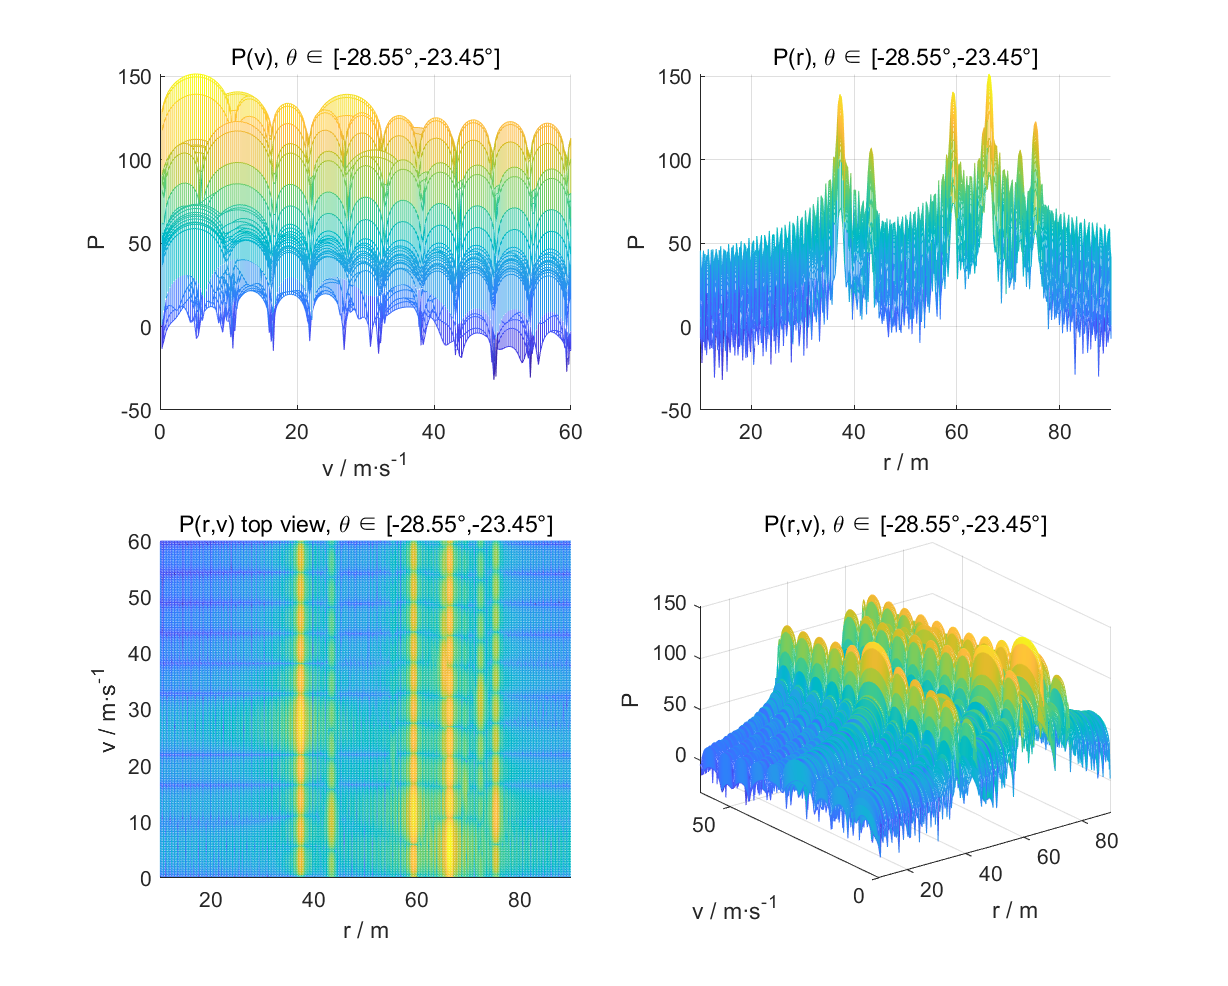 P(v), θ ∈ [-28.55°,-23.45°]
150
100
50
0
-50
P
0 20 40 60
v / m·s-1
P(r), θ ∈ [-28.55°,-23.45°]
150
100
50
0
-50
P
20 40 60 80
r / m
P(r,v) top view, θ ∈ [-28.55°,-23.45°]
60
50
40
30
20
10
0
v / m·s-1
20 40 60 80
r / m
P(r,v), θ ∈ [-28.55°,-23.45°]
150
100
50
0
P
50
0
v / m·s-1
20 40 60 80
r / m